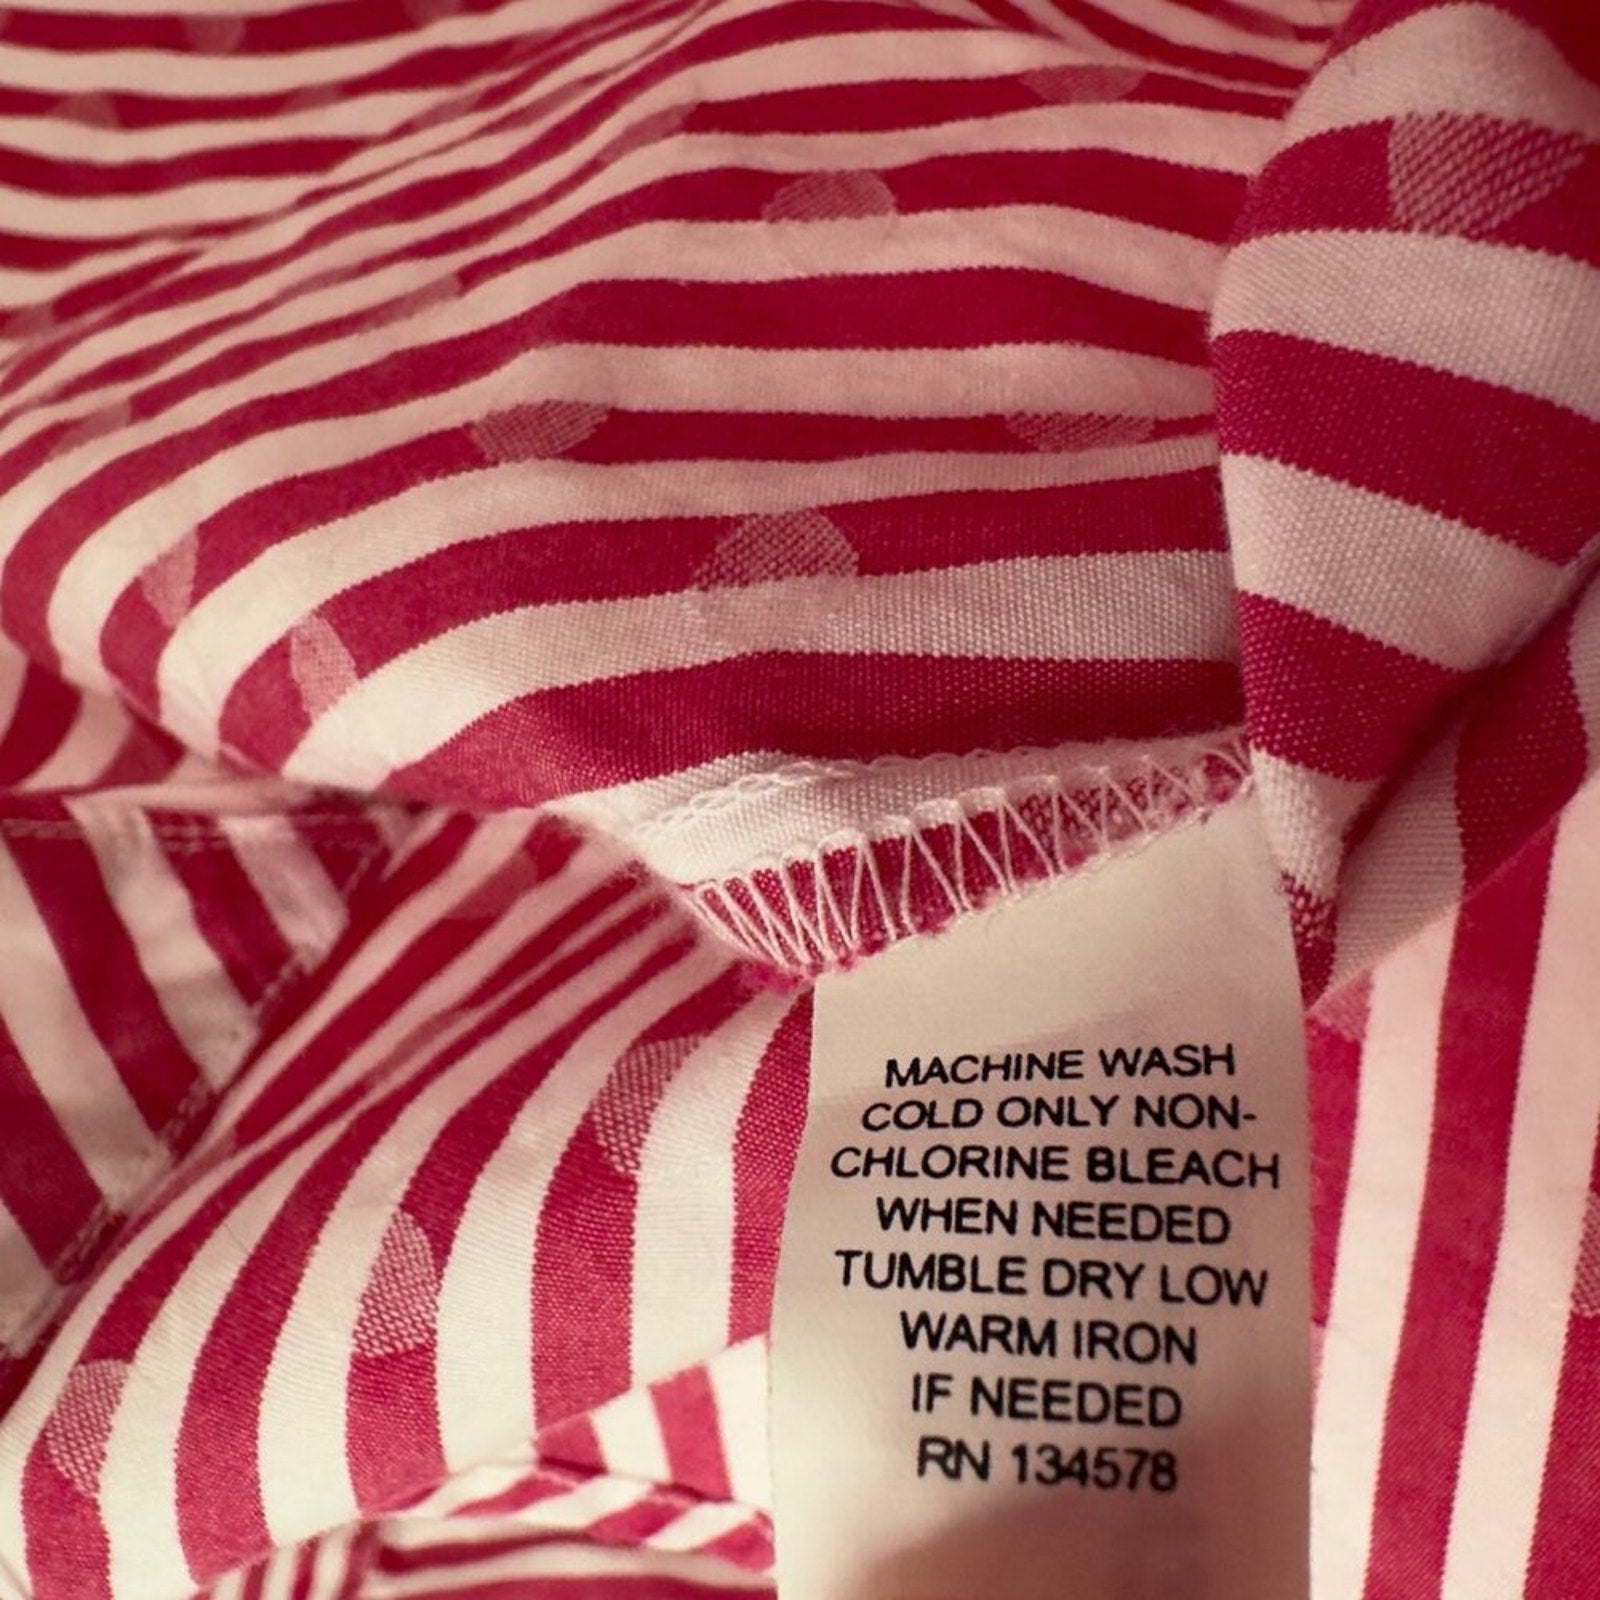 MACHINE WASH
COLD ONLY NON-
CHLORINE BLEACH
WHEN NEEDED
TUMBLE DRY LOW
WARM IRON
IF NEEDED
RN 134578